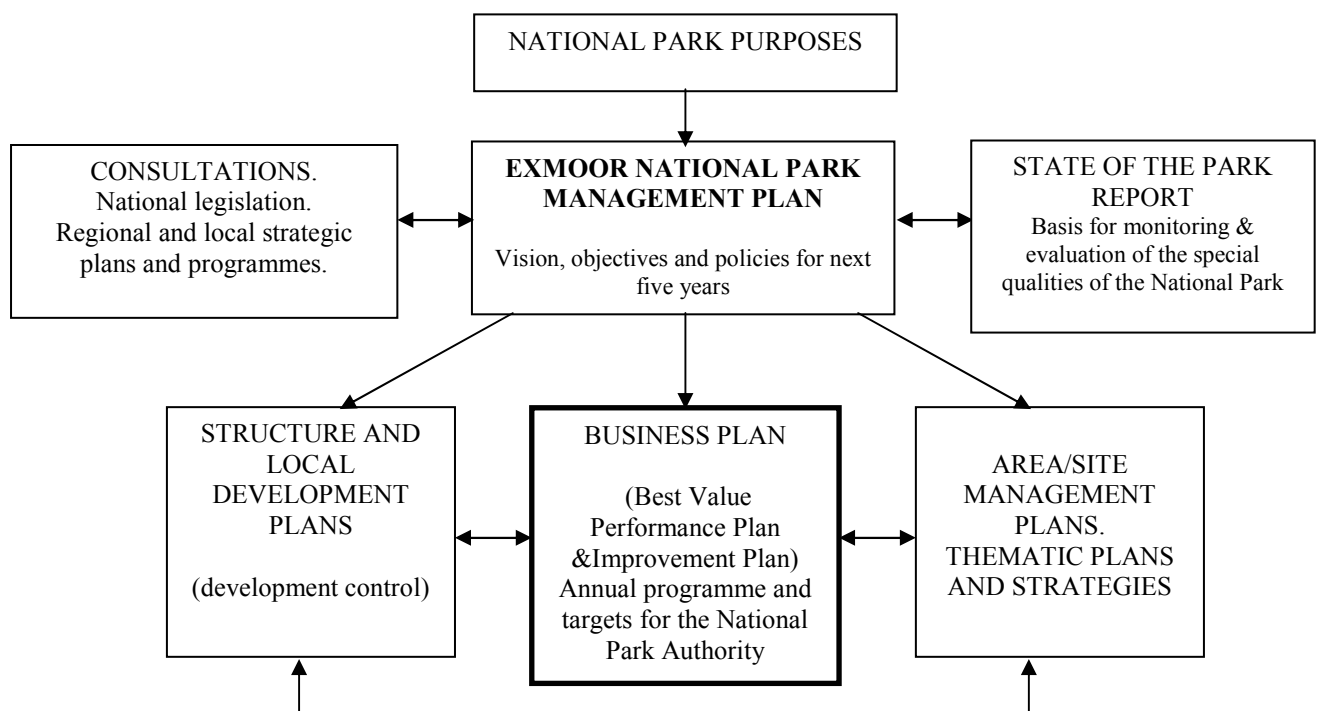 NATIONAL PARK PURPOSES
CONSULTATIONS.
National legislation.
Regional and local strategic
plans and programmes.
EXMOOR NATIONAL PARK
MANAGEMENT PLAN
Vision, objectives and policies for next
five years
STATE OF THE PARK
REPORT
Basis for monitoring &
evaluation of the special
qualities of the National Park
STRUCTURE AND
LOCAL
DEVELOPMENT
PLANS
(development control)
BUSINESS PLAN
(Best Value
Performance Plan
&Improvement Plan)
Annual programme and
targets for the National
Park Authority
AREA/SITE
MANAGEMENT
PLANS.
THEMATIC PLANS
AND STRATEGIES